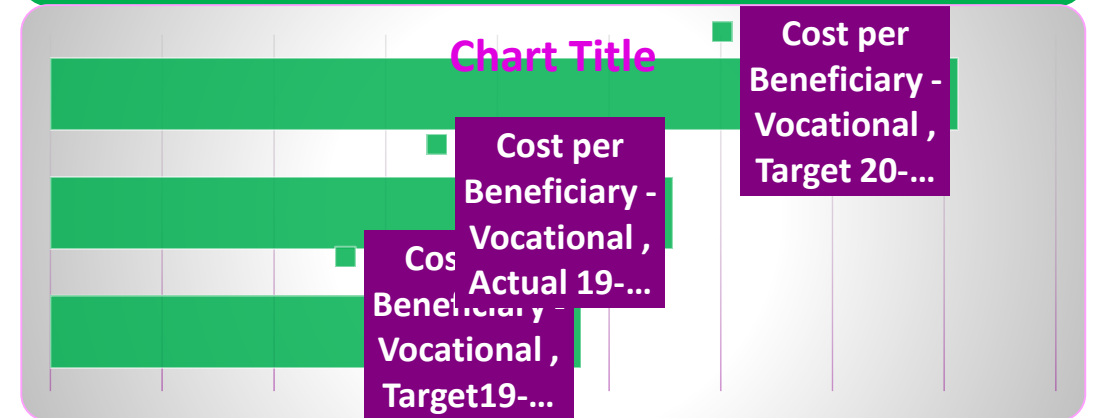 Chart Title
Cost per
Beneficiary -
Vocational ,
Target 20-…
Cost per
Beneficiary -
Vocational ,
Actual 19-…
Vocational ,
Target19-…